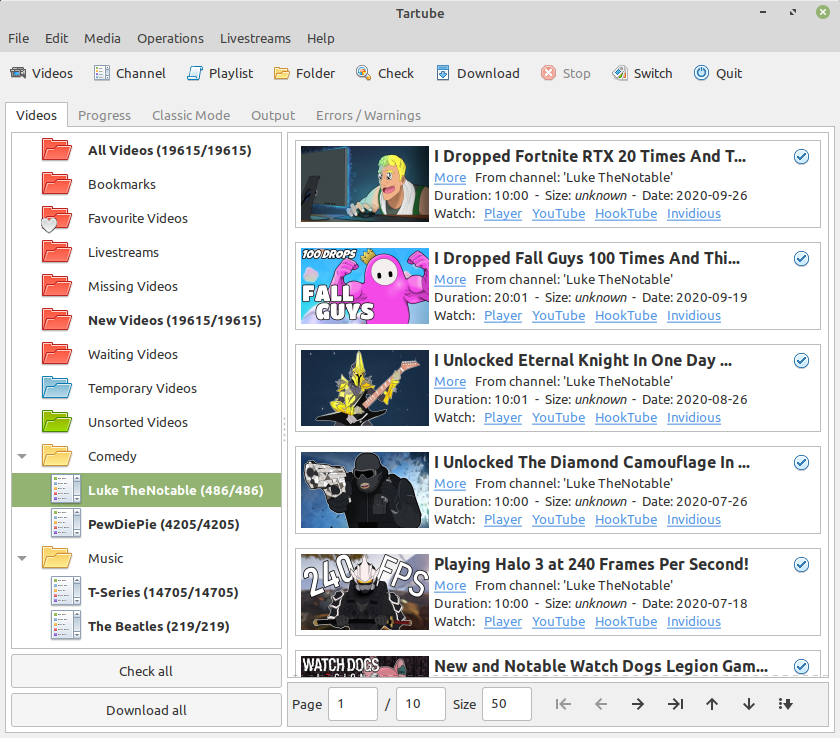 Tartube
File Edit Media Operations Livestreams Help
Videos Channel Playlist Folder Check Download Stop Switch Quit
Videos Progress Classic Mode Output Errors / Warnings
All Videos (19615/19615)
Bookmarks
Favourite Videos
Livestreams
Missing Videos
New Videos (19615/19615)
Waiting Videos
Temporary Videos
Unsorted Videos
Comedy
Luke TheNotable (486/486)
PewDiePie (4205/4205)
Music
T-Series (14705/14705)
The Beatles (219/219)
Check all
Download all
I Dropped Fortnite RTX 20 Times And T...
More From channel: 'Luke TheNotable'
Duration: 10:00 - Size: unknown - Date: 2020-09-26
Watch: Player YouTube HookTube Invidious
100 DROPS
FALL
GUYS
I Dropped Fall Guys 100 Times And Thi...
More From channel: 'Luke TheNotable'
Duration: 20:01 - Size: unknown - Date: 2020-09-19
Watch: Player YouTube HookTube Invidious
I Unlocked Eternal Knight In One Day ...
More From channel: 'Luke TheNotable'
Duration: 10:01 - Size: unknown - Date: 2020-08-26
Watch: Player YouTube HookTube Invidious
I Unlocked The Diamond Camouflage In ...
More From channel: 'Luke TheNotable'
Duration: 10:00 - Size: unknown - Date: 2020-07-26
Watch: Player YouTube HookTube Invidious
240 FPS
Playing Halo 3 at 240 Frames Per Second!
More From channel: 'Luke TheNotable'
Duration: 10:00 - Size: unknown - Date: 2020-07-18
Watch: Player YouTube HookTube Invidious
WATCH DOGS
New and Notable Watch Dogs Legion Gam...
Page 1 / 10 Size 50